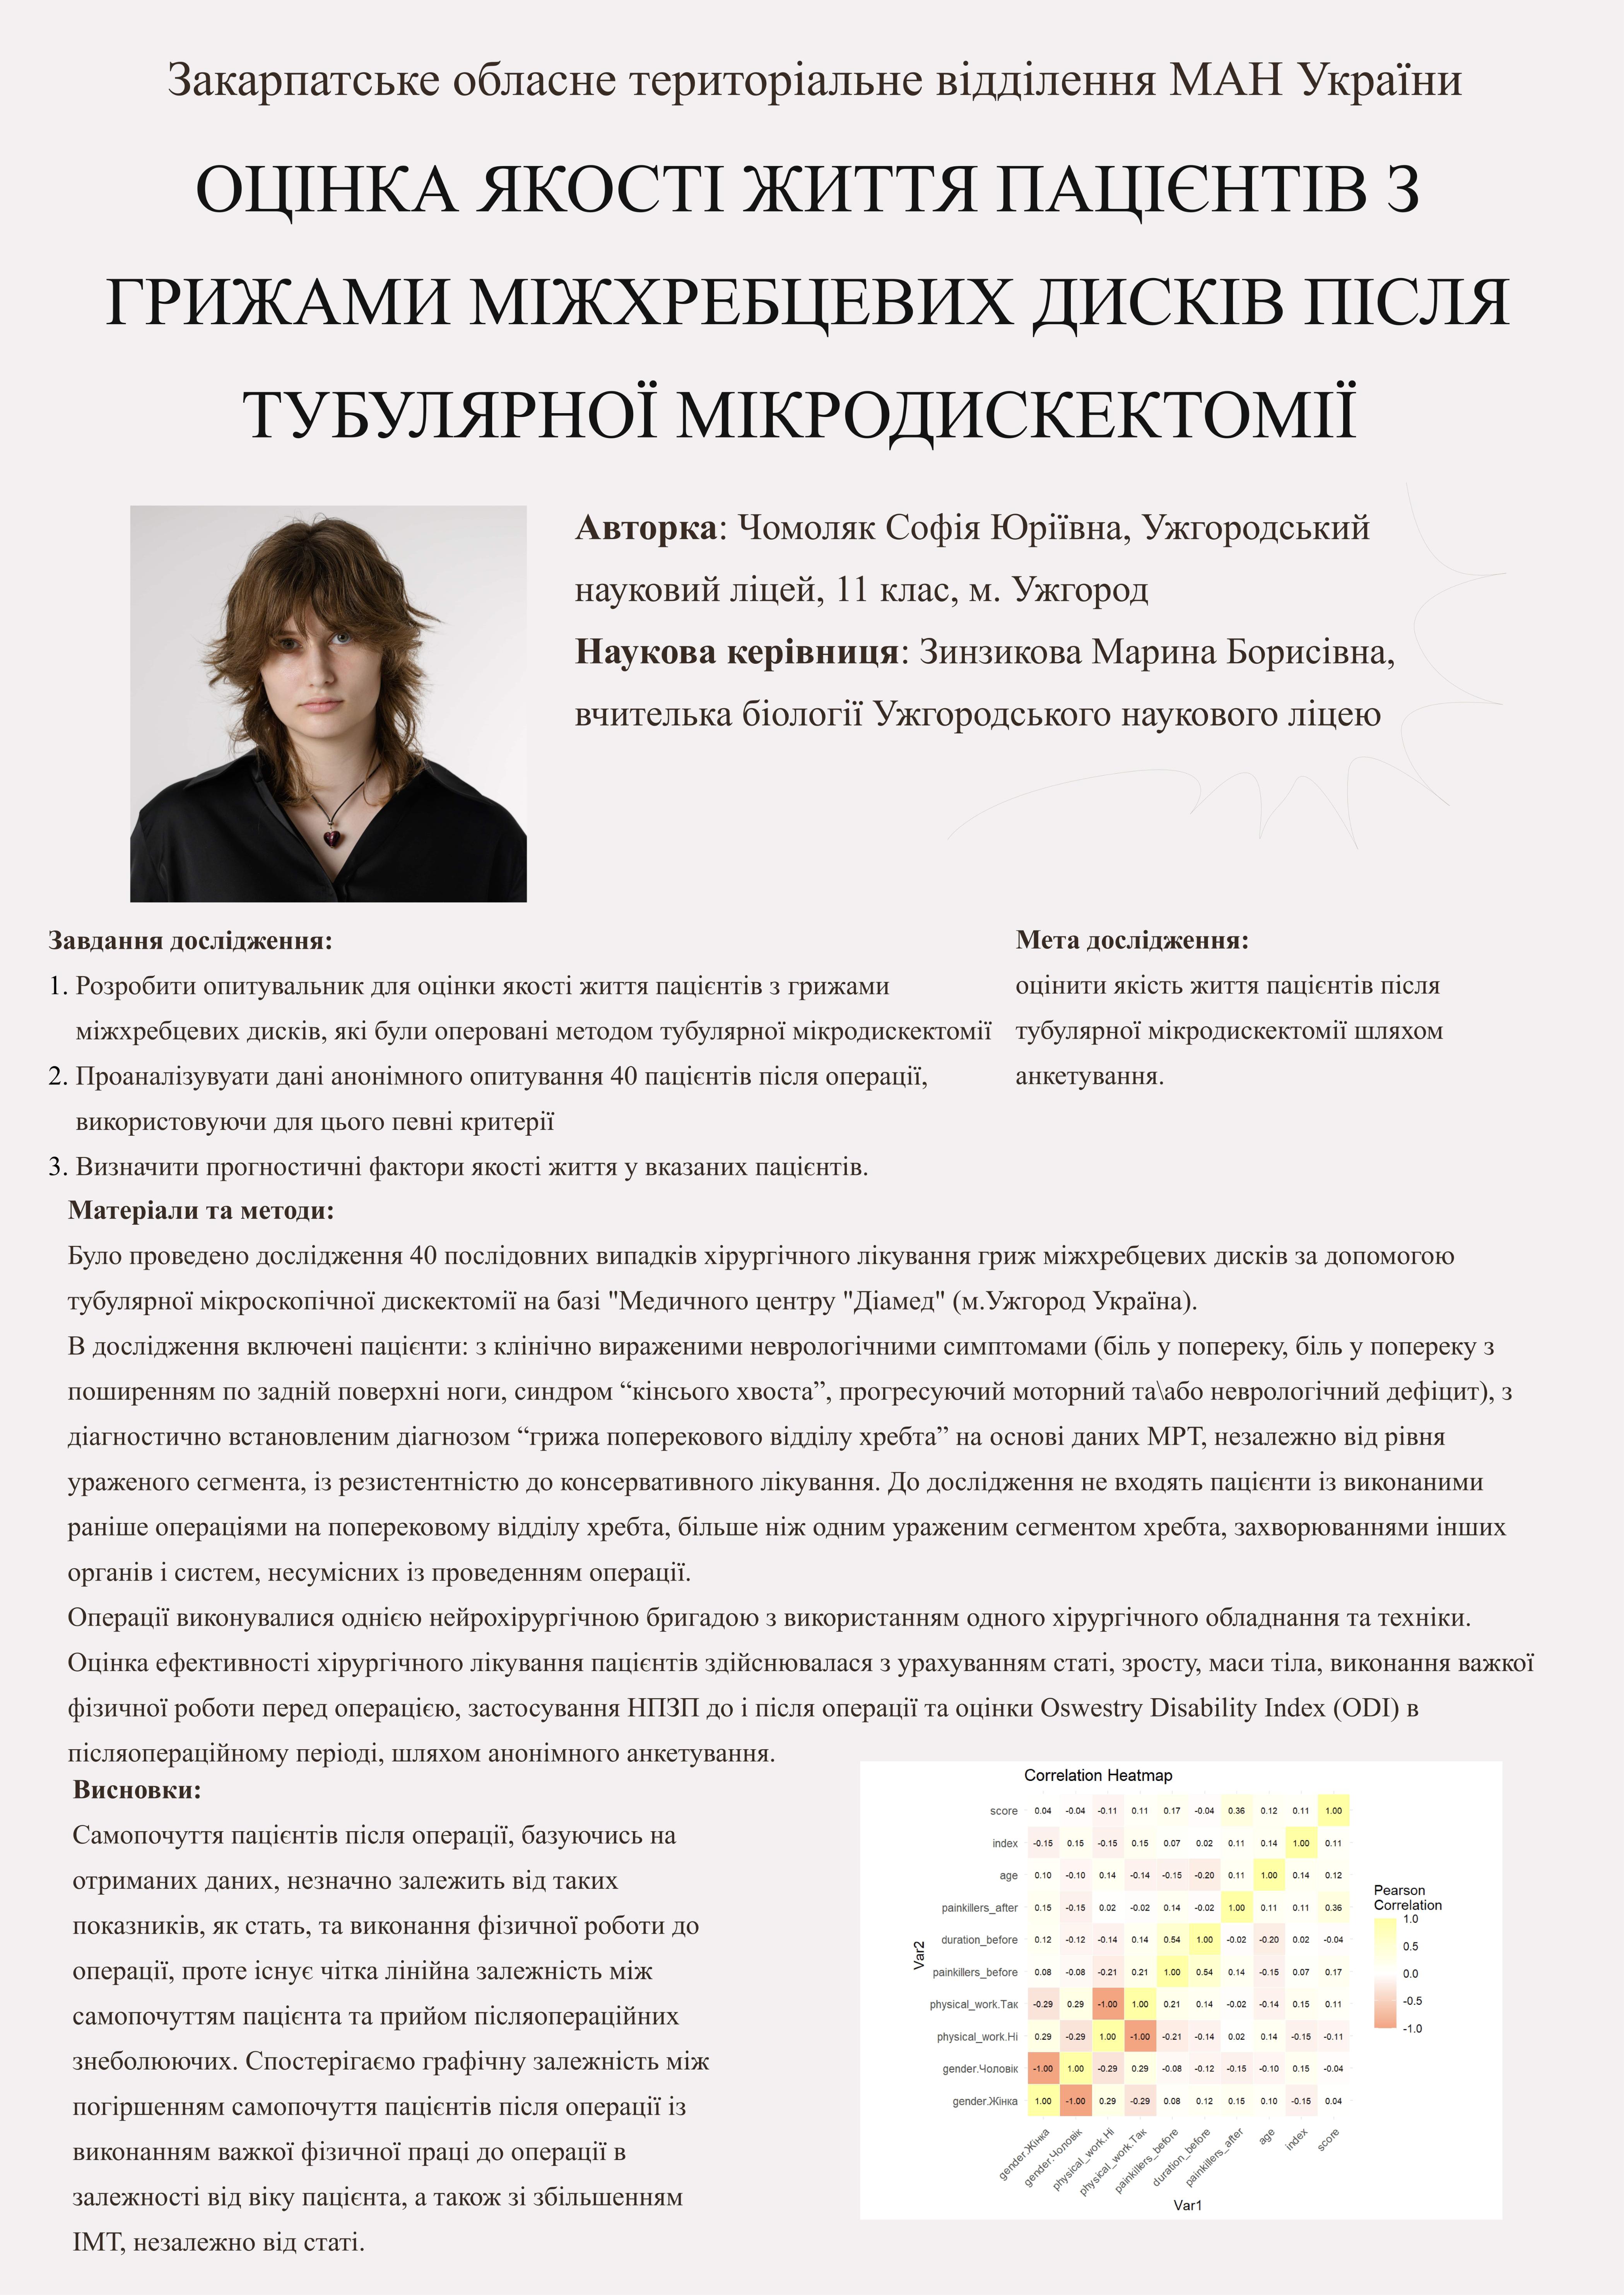 Закарпатське обласне територіальне відділення МАН України
ОЦІНКА ЯКОСТІ ЖИТТЯ ПАЦІЄНТІВ З
ГРИЖАМИ МІЖХРЕБЦЕВИХ ДИСКІВ ПІСЛЯ
ТУБУЛЯРНОЇ МІКРОДИСКЕКТОМІЇ
Авторка: Чомоляк Софія Юріївна, Ужгородський
науковий ліцей, 11 клас, м. Ужгород
Наукова керівниця: Зинзикова Марина Борисівна,
вчителька біології Ужгородського наукового ліцею
Завдання дослідження:
1. Розробити опитувальник для оцінки якості життя пацієнтів з грижами
міжхребцевих дисків, які були оперовані методом тубулярної мікродискектомії
2. Проаналізувуати дані анонімного опитування 40 пацієнтів після операції,
використовуючи для цього певні критерії
3. Визначити прогностичні фактори якості життя у вказаних пацієнтів.
Мета дослідження:
оцінити якість життя пацієнтів після
тубулярної мікродискектомії шляхом
анкетування.
Матеріали та методи:
Було проведено дослідження 40 послідовних випадків хірургічного лікування гриж міжхребцевих дисків за допомогою
тубулярної мікроскопічної дискектомії на базі "Медичного центру "Діамед" (м.Ужгород Україна).
В дослідження включені пацієнти: з клінічно вираженими неврологічними симптомами (біль у попереку, біль у попереку з
поширенням по задній поверхні ноги, синдром “кінсього хвоста”, прогресуючий моторний та\або неврологічний дефіцит), з
діагностично встановленим діагнозом “грижа поперекового відділу хребта” на основі даних МРТ, незалежно від рівня
ураженого сегмента, із резистентністю до консервативного лікування. До дослідження не входять пацієнти із виконаними
раніше операціями на поперековому відділу хребта, більше ніж одним ураженим сегментом хребта, захворюваннями інших
органів і систем, несумісних із проведенням операції.
Операції виконувалися однією нейрохірургічною бригадою з використанням одного хірургічного обладнання та техніки.
Оцінка ефективності хірургічного лікування пацієнтів здійснювалася з урахуванням статі, зросту, маси тіла, виконання важкої
фізичної роботи перед операцією, застосування НПЗП до і після операції та оцінки Oswestry Disability Index (ODI) в
післяопераційному періоді, шляхом анонімного анкетування.
Висновки:
Самопочуття пацієнтів після операції, базуючись на
отриманих даних, незначно залежить від таких
показників, як стать, та виконання фізичної роботи до
операції, проте існує чітка лінійна залежність між
самопочуттям пацієнта та прийом післяопераційних
знеболюючих. Спостерігаємо графічну залежність між
погіршенням самопочуття пацієнтів після операції із
виконанням важкої фізичної праці до операції в
залежності від віку пацієнта, а також зі збільшенням
ІМТ, незалежно від статі.
Correlation Heatmap
score 0.04 -0.04 -0.11 0.11 0.17 -0.04 0.36 0.12 0.11 1.00
index -0.15 0.15 -0.15 0.15 0.07 0.02 0.11 0.14 1.00 0.11
age 0.10 -0.10 0.14 -0.14 -0.15 -0.20 0.11 1.00 0.14 0.12
painkillers_after 0.15 -0.15 0.02 -0.02 0.14 -0.02 1.00 0.11 0.11 0.36
duration_before 0.12 -0.12 -0.14 0.14 0.54 1.00 -0.02 -0.20 0.02 -0.04
painkillers_before 0.08 -0.08 -0.21 0.21 1.00 0.54 0.14 -0.15 0.07 0.17
physical_work.Так -0.29 0.29 -1.00 1.00 0.21 0.14 -0.02 -0.14 0.15 0.11
physical_work.Ні 0.29 -0.29 1.00 -1.00 -0.21 -0.14 0.02 0.14 -0.15 -0.11
gender.Чоловік -1.00 1.00 -0.29 0.29 -0.08 -0.12 -0.15 -0.10 0.15 -0.04
gender.Жінка 1.00 -1.00 0.29 -0.29 0.08 0.12 0.15 0.10 -0.15 0.04
Var2
gender.Жінка
gender.Чоловік
physical_work.Ні
physical_work.Так
painkillers_before
duration_before
painkillers_after
age
index
score
Var1
Pearson
Correlation
1.0
0.5
0.0
-0.5
-1.0